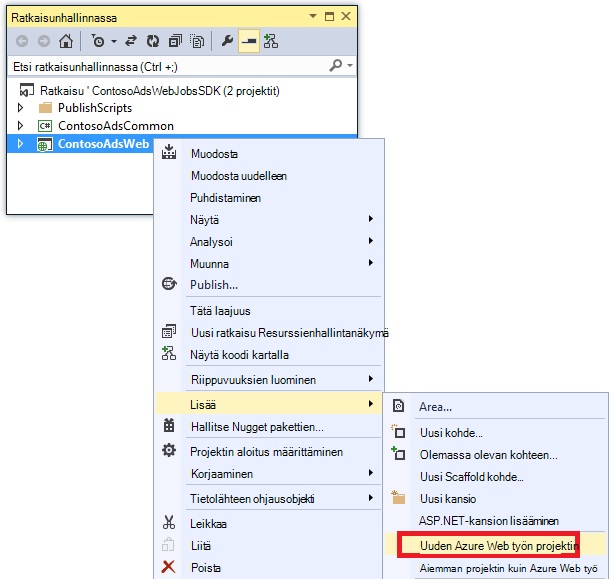 Ratkaisunhallinnassa
Etsi ratkaisunhallinnassa (Ctrl +;)
Ratkaisu ' ContosoAdsWebJobsSDK (2 projektit)
PublishScripts
C# ContosoAdsCommon
ContosoAdsWeb
Muodosta
Muodosta uudelleen
Puhdistaminen
Näytä
Analysoi
Muunna
Publish...
Tätä laajuus
Uusi ratkaisu Resurssienhallintanäkymä
Näytä koodi kartalla
Riippuvuuksien luominen
Lisää
Hallitse Nuget pakettien...
Projektin aloitus määrittäminen
Korjaaminen
Tietolähteen ohjausobjekti
Leikkaa
Liitä
Poista
Area...
Uusi kohde...
Olemassa olevan kohteen...
Uusi Scaffold kohde...
Uusi kansio
ASP.NET-kansion lisääminen
Uuden Azure Web työn projektin
Aiemman projektin kuin Azure Web työ